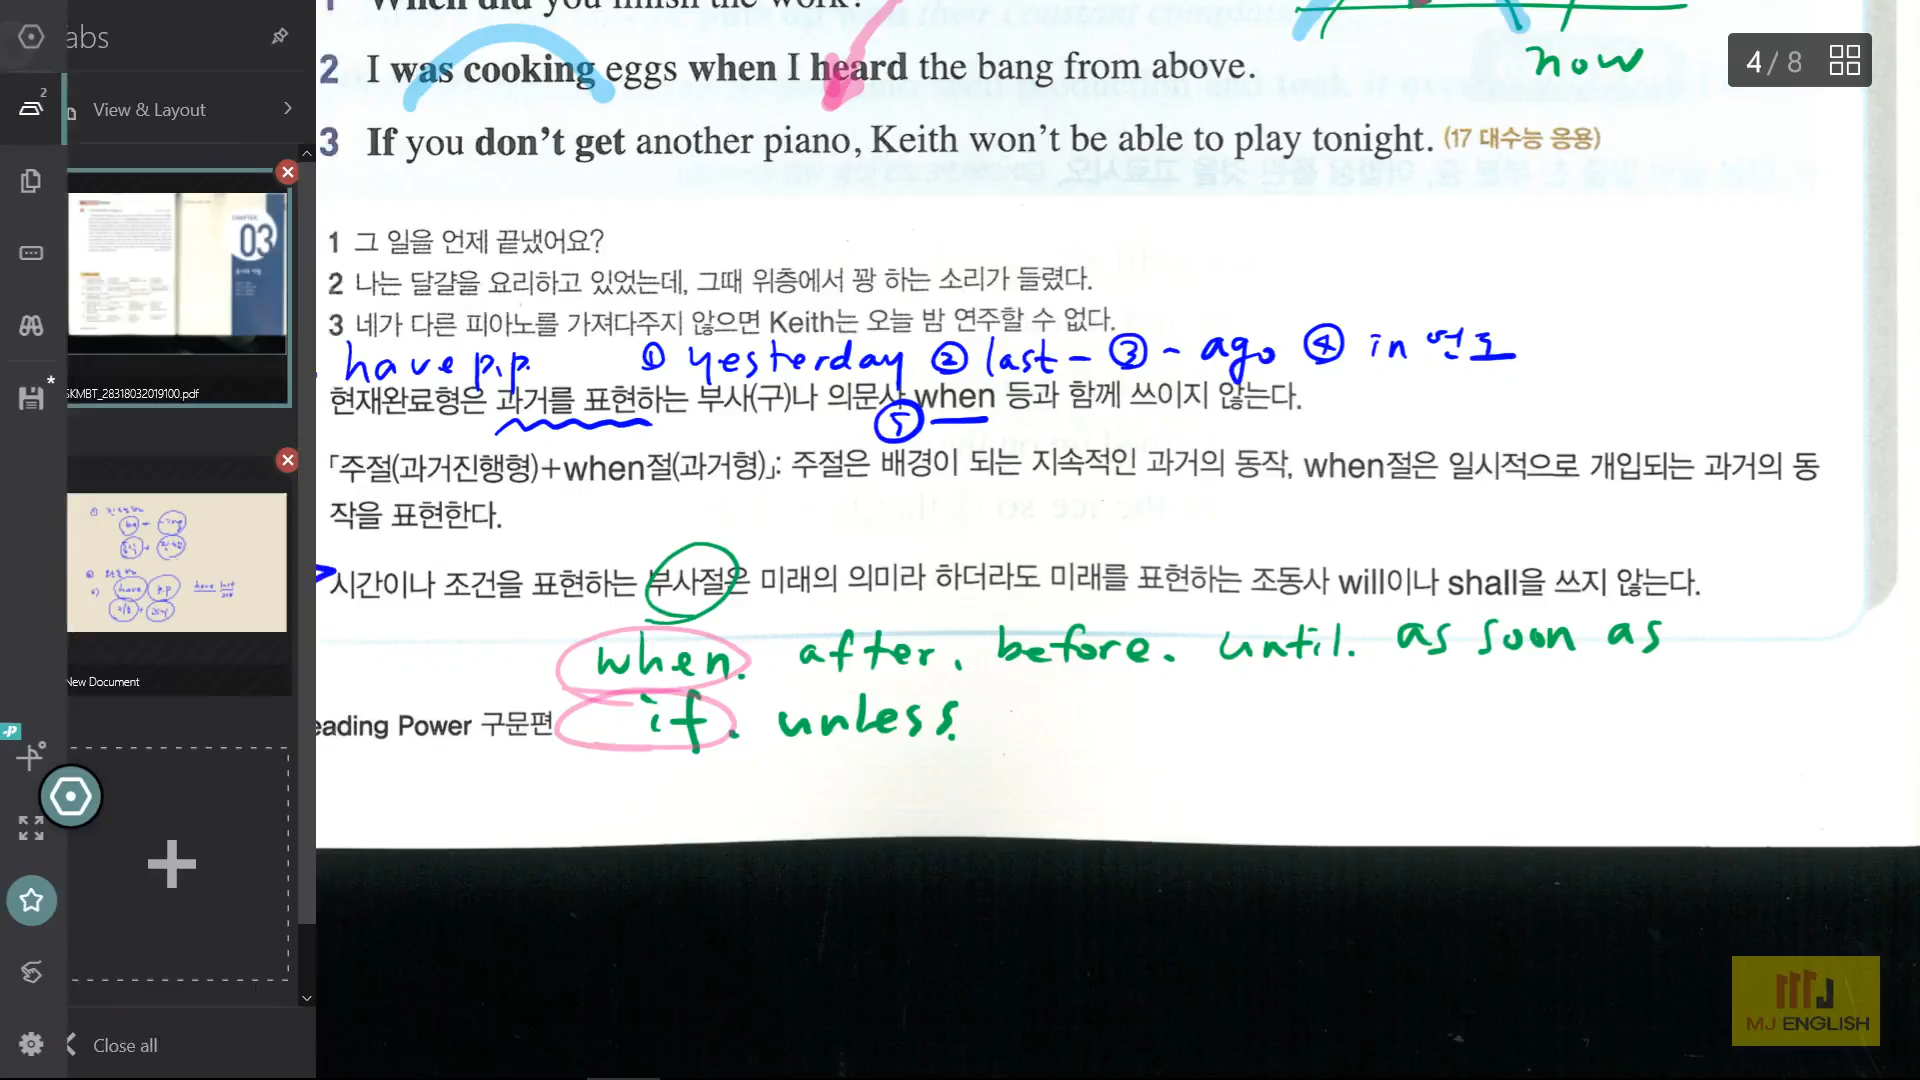 abs
2
View & Layout
SKMBT_28318032019100.pdf
New Document
Close all
4 / 8
1 When did you finish the work?
now
2 I was cooking eggs when I heard the bang from above.
3 If you don't get another piano, Keith won't be able to play tonight. (17 대수능 응용)
1 그 일을 언제 끝냈어요?
2 나는 달걀을 요리하고 있었는데, 그때 위층에서 쾅 하는 소리가 들렸다.
3 네가 다른 피아노를 가져다주지 않으면 Keith는 오늘 밤 연주할 수 없다.
have p.p. ① yesterday ② last - ③ - ago ④ in 연도
현재완료형은 과거를 표현하는 부사(구)나 의문사 when 등과 함께 쓰이지 않는다.
⑤
「주절(과거진행형)+when절(과거형)」: 주절은 배경이 되는 지속적인 과거의 동작, when절은 일시적으로 개입되는 과거의 동
작을 표현한다.
시간이나 조건을 표현하는 부사절은 미래의 의미라 하더라도 미래를 표현하는 조동사 will이나 shall을 쓰지 않는다.
when. after. before. until. as soon as
if. unless.
eading Power 구문편
CHAPTER
03
MJ ENGLISH